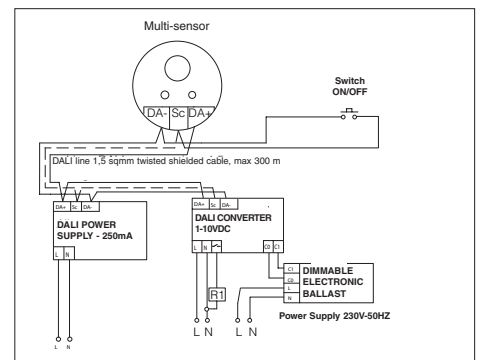 Multi-sensor
Switch
ON/OFF
DA- Sc DA+
DALI line 1,5 sqmm twisted shielded cable, max 300 m
DA+ Sc DA-
DALI POWER
SUPPLY - 250mA
L N
L N
DA+ Sc DA-
DALI CONVERTER
1-10VDC
L N
C0 C1
R1
C1
C0
L
N
DIMMABLE
ELECTRONIC
BALLAST
L N L N
Power Supply 230V-50HZ